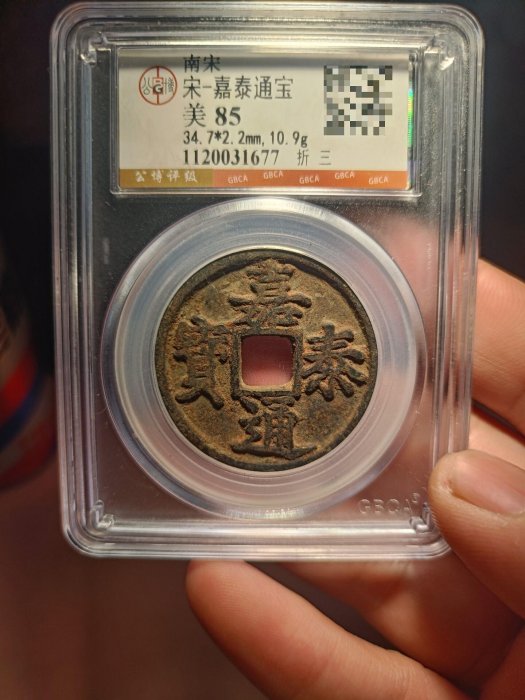 南宋
宋-嘉泰通宝
美 85
34.7*2.2mm,10.9g
1120031677 折 三
公博评级 GBCA GBCA GBCA GBCA GBCA
嘉
寶 泰
通
GBCA